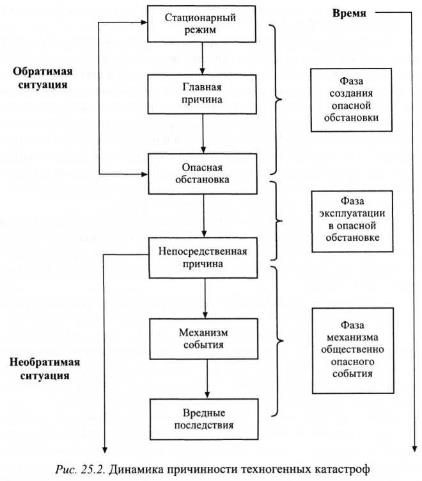 Время
Стационарный
режим
Обратимая
ситуация
Главная
причина
Фаза
создания
опасной
обстановки
Опасная
обстановка
Фаза
эксплуатации
в опасной
обстановке
Непосредственная
причина
Механизм
события
Фаза
механизма
общественно
опасного
события
Необратимая
ситуация
Вредные
последствия
Рис. 25.2. Динамика причинности техногенных катастроф